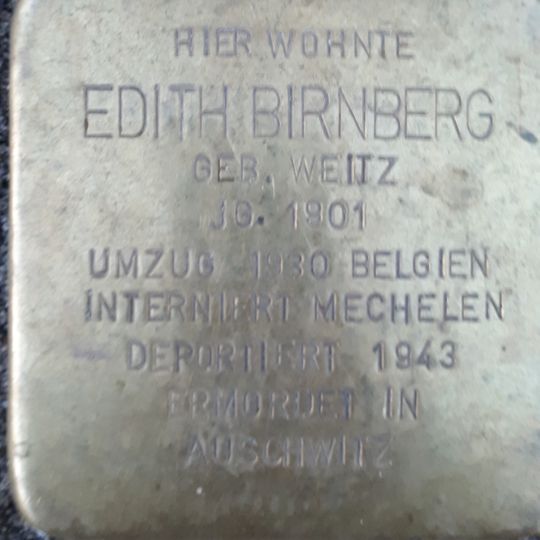 HIER WOHNTE
EDITH BIRNBERG
GEB. WEITZ
JG. 1901
UMZUG 1930 BELGIEN
INTERNIERT MECHELEN
DEPORTIERT 1943
ERMORDET IN
AUSCHWITZ